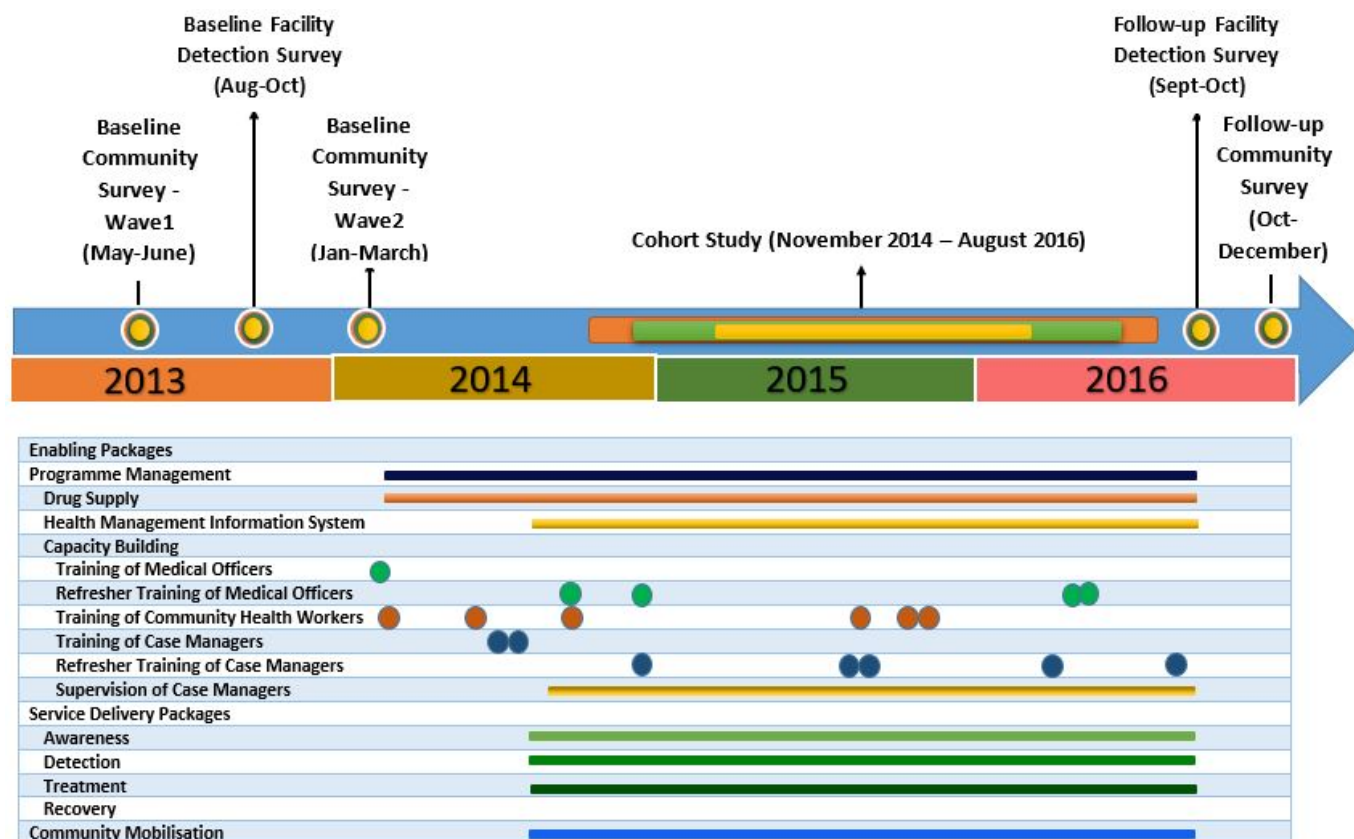 Baseline Facility
Detection Survey
(Aug-Oct)
Follow-up Facility
Detection Survey
(Sept-Oct)
Baseline
Community
Survey -
Wave1
(May-June)
Baseline
Community
Survey -
Wave2
(Jan-March)
Cohort Study (November 2014 – August 2016)
Follow-up
Community
Survey
(Oct-
December)
2013
2014
2015
2016
Enabling Packages
Programme Management
Drug Supply
Health Management Information System
Capacity Building
Training of Medical Officers
Refresher Training of Medical Officers
Training of Community Health Workers
Training of Case Managers
Refresher Training of Case Managers
Supervision of Case Managers
Service Delivery Packages
Awareness
Detection
Treatment
Recovery
Community Mobilisation